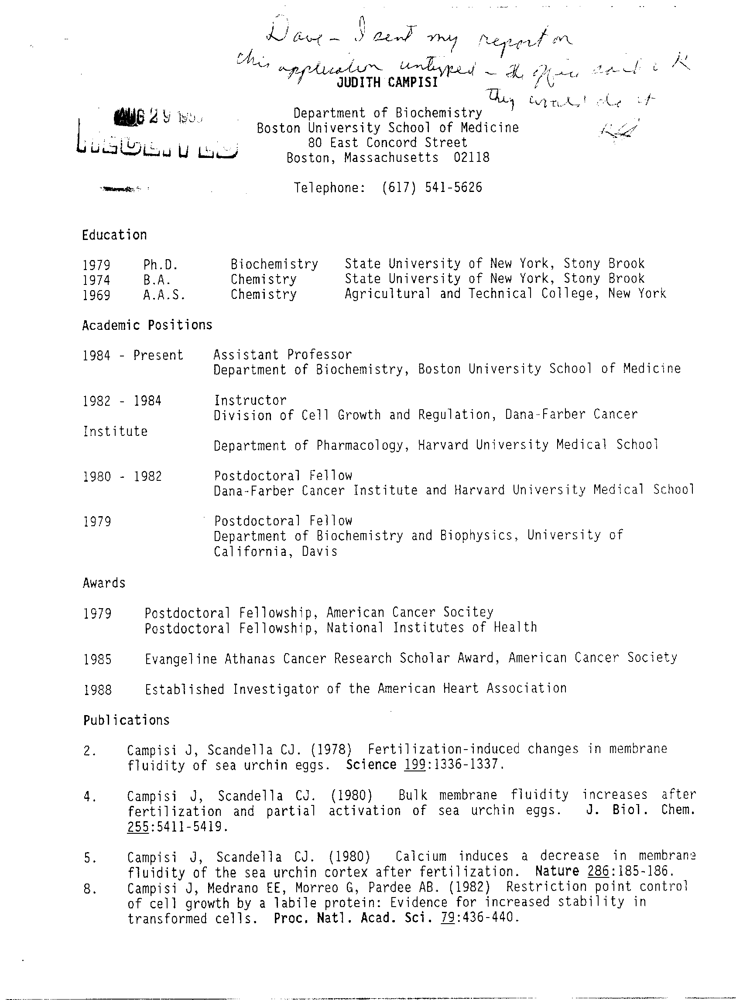 Dave - I sent my report on
this application untyped - the office said
JUDITH CAMPISI
they would do it
AUG 29
Department of Biochemistry
Boston University School of Medicine
80 East Concord Street
Boston, Massachusetts 02118
Telephone: (617) 541-5626
Education
1979 Ph.D. Biochemistry State University of New York, Stony Brook
1974 B.A. Chemistry State University of New York, Stony Brook
1969 A.A.S. Chemistry Agricultural and Technical College, New York
Academic Positions
1984 - Present Assistant Professor
Department of Biochemistry, Boston University School of Medicine
1982 - 1984 Instructor
Division of Cell Growth and Regulation, Dana-Farber Cancer
Institute
Department of Pharmacology, Harvard University Medical School
1980 - 1982 Postdoctoral Fellow
Dana-Farber Cancer Institute and Harvard University Medical School
1979 Postdoctoral Fellow
Department of Biochemistry and Biophysics, University of
California, Davis
Awards
1979 Postdoctoral Fellowship, American Cancer Socitey
Postdoctoral Fellowship, National Institutes of Health
1985 Evangeline Athanas Cancer Research Scholar Award, American Cancer Society
1988 Established Investigator of the American Heart Association
Publications
2. Campisi J, Scandella CJ. (1978) Fertilization-induced changes in membrane
fluidity of sea urchin eggs. Science 199:1336-1337.
4. Campisi J, Scandella CJ. (1980) Bulk membrane fluidity increases after
fertilization and partial activation of sea urchin eggs. J. Biol. Chem.
255:5411-5419.
5. Campisi J, Scandella CJ. (1980) Calcium induces a decrease in membrane
fluidity of the sea urchin cortex after fertilization. Nature 286:185-186.
8. Campisi J, Medrano EE, Morreo G, Pardee AB. (1982) Restriction point control
of cell growth by a labile protein: Evidence for increased stability in
transformed cells. Proc. Natl. Acad. Sci. 79:436-440.